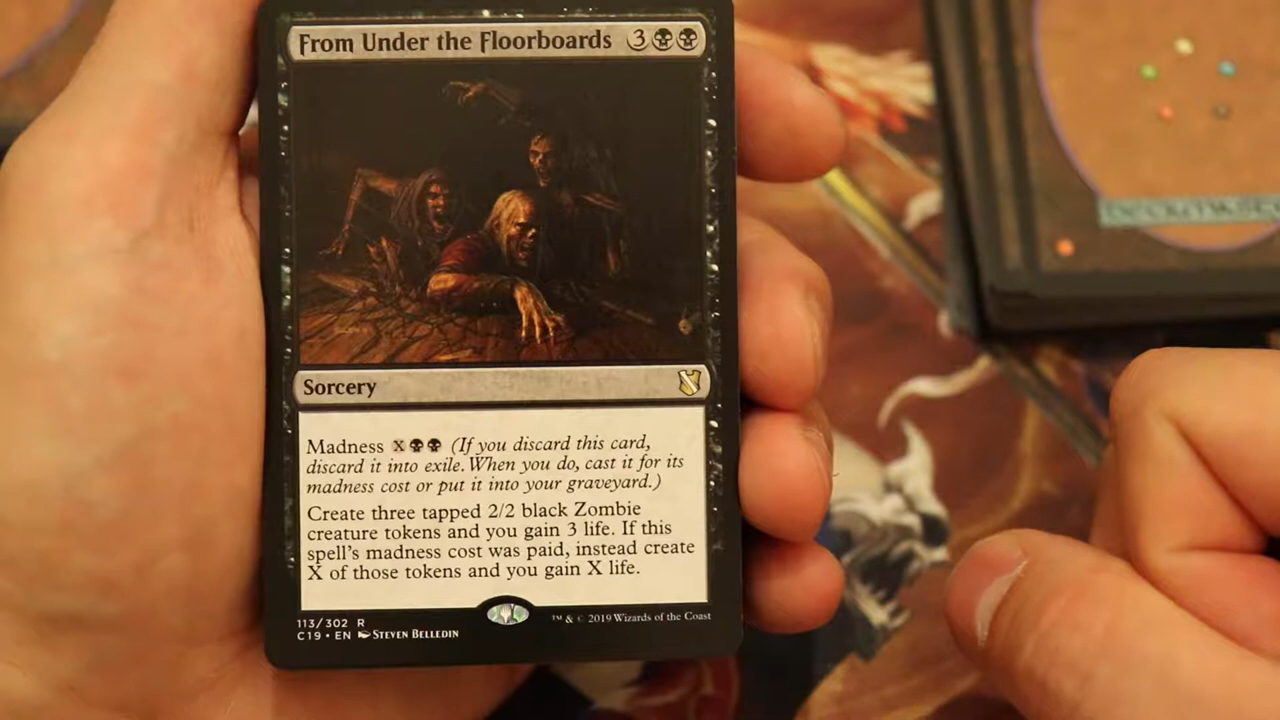 From Under the Floorboards 3
Sorcery
Madness X (If you discard this card,
discard it into exile. When you do, cast it for its
madness cost or put it into your graveyard.)
Create three tapped 2/2 black Zombie
creature tokens and you gain 3 life. If this
spell's madness cost was paid, instead create
X of those tokens and you gain X life.
113/302 R
C19 • EN Steven Belledin
™ & © 2019 Wizards of the Coast